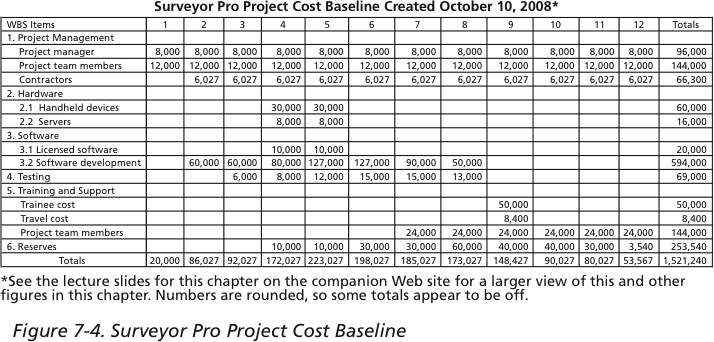 Surveyor Pro Project Cost Baseline Created October 10, 2008*
WBS Items 1 2 3 4 5 6 7 8 9 10 11 12 Totals
1. Project Management
Project manager 8,000 8,000 8,000 8,000 8,000 8,000 8,000 8,000 8,000 8,000 8,000 8,000 96,000
Project team members 12,000 12,000 12,000 12,000 12,000 12,000 12,000 12,000 12,000 12,000 12,000 12,000 144,000
Contractors 6,027 6,027 6,027 6,027 6,027 6,027 6,027 6,027 6,027 6,027 6,027 66,300
2. Hardware
2.1 Handheld devices 30,000 30,000 60,000
2.2 Servers 8,000 8,000 16,000
3. Software
3.1 Licensed software 10,000 10,000 20,000
3.2 Software development 60,000 60,000 80,000 127,000 127,000 90,000 50,000 594,000
4. Testing 6,000 8,000 12,000 15,000 15,000 13,000 69,000
5. Training and Support
Trainee cost 50,000 50,000
Travel cost 8,400 8,400
Project team members 24,000 24,000 24,000 24,000 24,000 24,000 144,000
6. Reserves 10,000 10,000 30,000 30,000 60,000 40,000 40,000 30,000 3,540 253,540
Totals 20,000 86,027 92,027 172,027 223,027 198,027 185,027 173,027 148,427 90,027 80,027 53,567 1,521,240
*See the lecture slides for this chapter on the companion Web site for a larger view of this and other
figures in this chapter. Numbers are rounded, so some totals appear to be off.
Figure 7-4. Surveyor Pro Project Cost Baseline